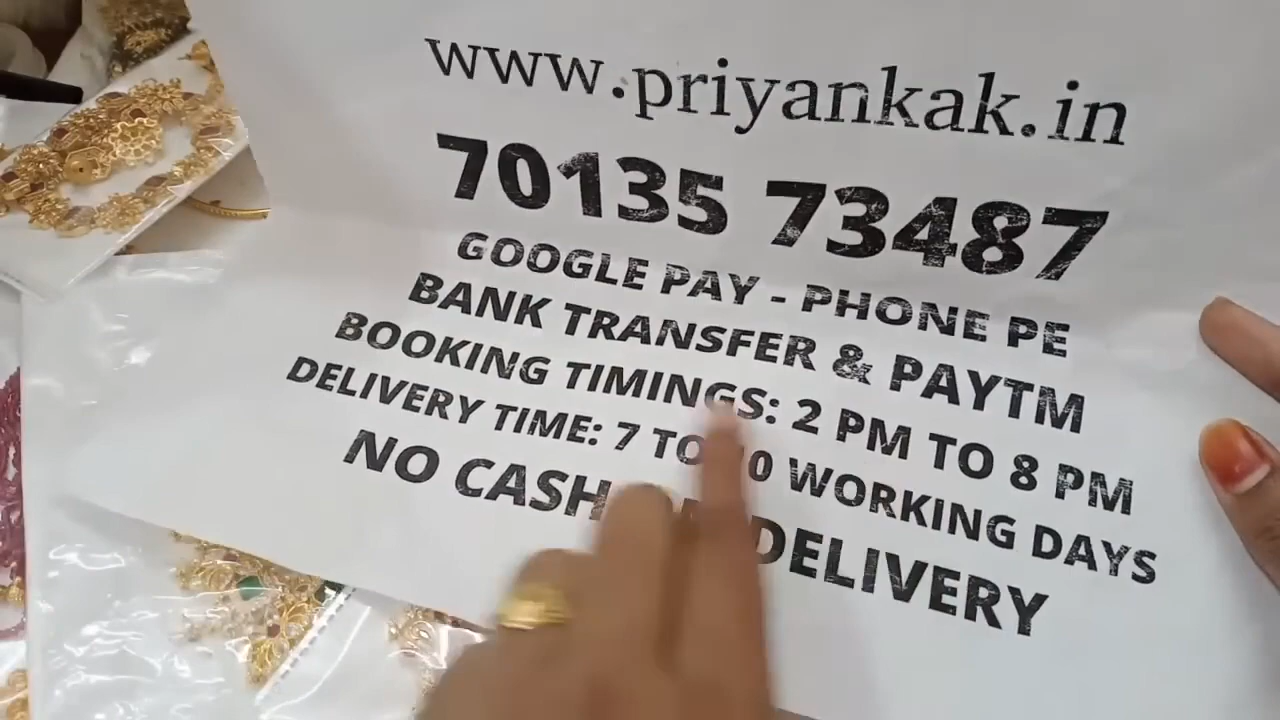 www.priyankak.in
70135 73487
GOOGLE PAY - PHONE PE
BANK TRANSFER & PAYTM
BOOKING TIMINGS: 2 PM TO 8 PM
DELIVERY TIME: 7 TO 10 WORKING DAYS
NO CASH DELIVERY